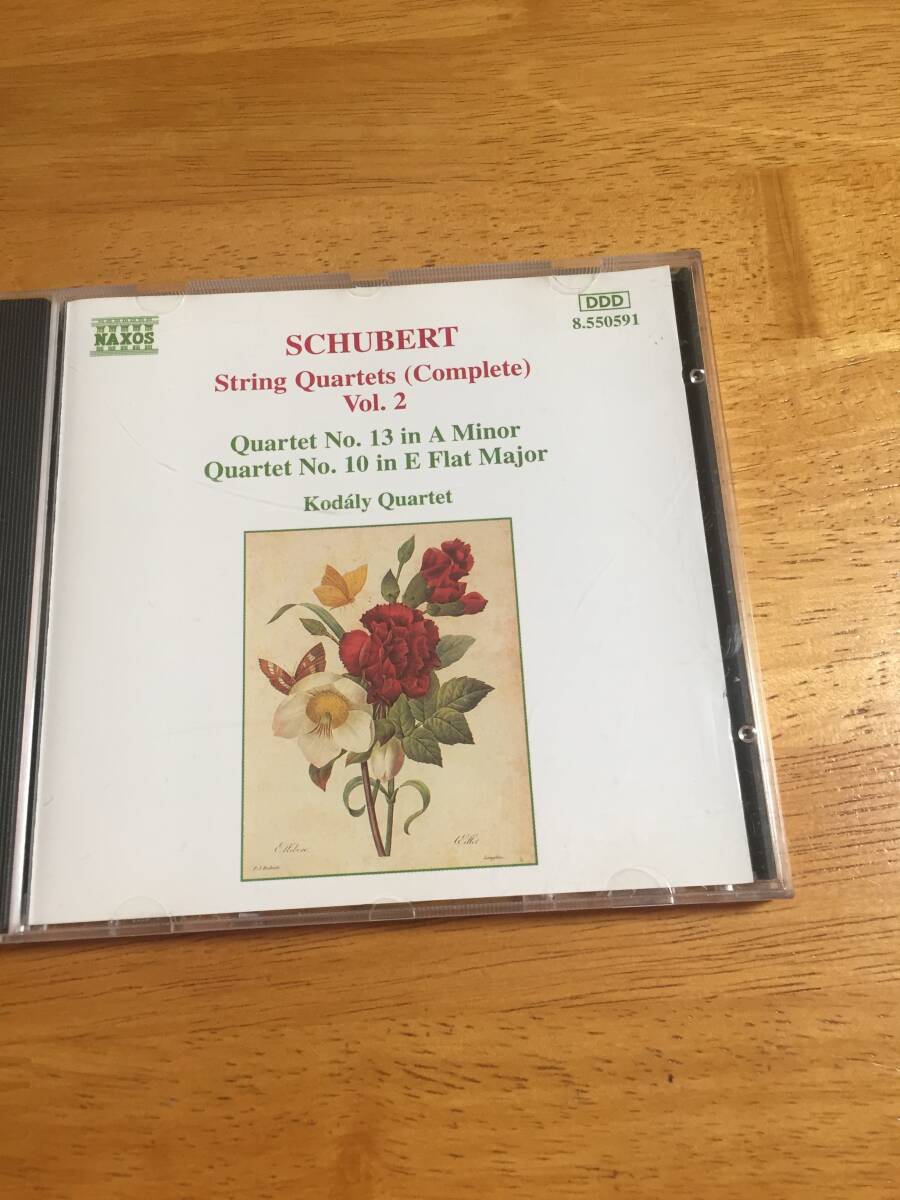 NAXOS
DDD
8.550591
SCHUBERT
String Quartets (Complete)
Vol. 2
Quartet No. 13 in A Minor
Quartet No. 10 in E Flat Major
Kodály Quartet